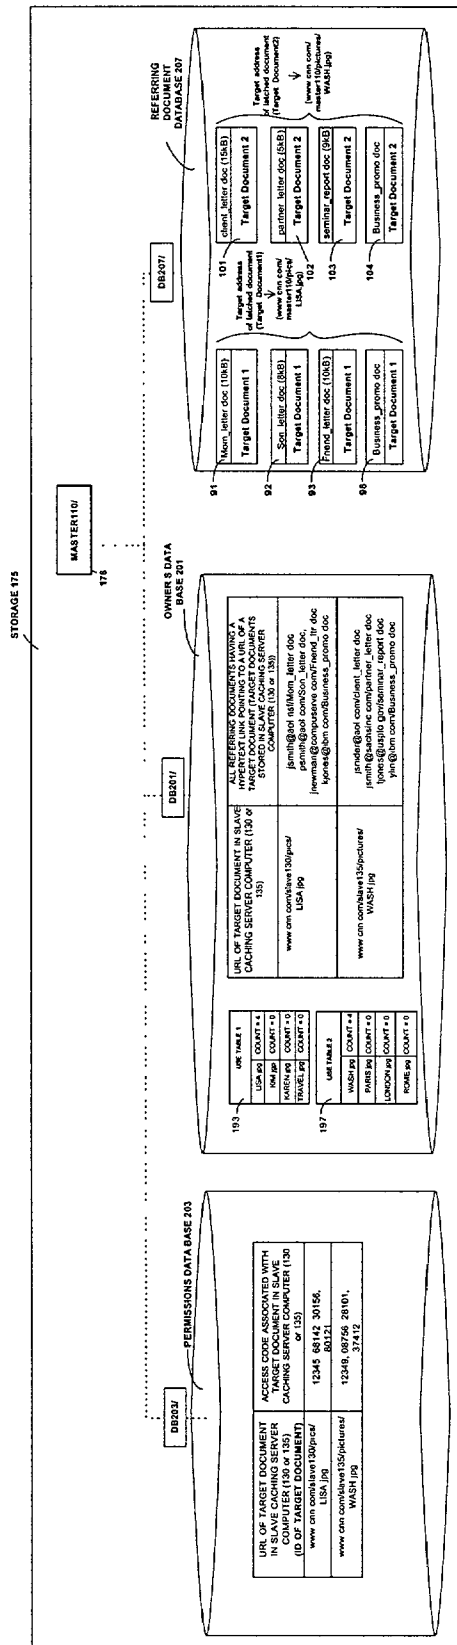 STORAGE 175
MASTER110/
176
DB203/
DB201/
DB207/
PERMISSIONS DATA BASE 203
URL OF TARGET DOCUMENT
IN SLAVE CACHING SERVER
COMPUTER (130 or 135)
(ID OF TARGET DOCUMENT)
ACCESS CODE ASSOCIATED WITH
TARGET DOCUMENT IN SLAVE
CACHING SERVER COMPUTER (130
or 135)
www cnn com/slave130/pics/
LISA jpg
12345 68142 30156,
80121
www cnn com/slave135/pictures/
WASH jpg
12349, 08756 28101,
37412
OWNER S DATA
BASE 201
193
USE TABLE 1
LISA jpg COUNT = 4
KIM jpp COUNT = 0
KAREN jpg COUNT = 0
TRAVEL jpg COUNT = 0
197
USE TABLE 2
WASH jpg COUNT = 4
PARIS jpg COUNT = 0
LONDON jpg COUNT = 0
ROME jpg COUNT = 0
URL OF TARGET DOCUMENT IN SLAVE
CACHING SERVER COMPUTER (130 or
135)
ALL REFERRING DOCUMENTS HAVING A
HYPERTEXT LINK POINTING TO A URL OF A
TARGET DOCUMENT (TARGET DOCUMENTS
STORED IN SLAVE CACHING SERVER
COMPUTER (130 or 135))
www cnn com/slave130/pics/
LISA jpg
jsmith@aol nsf/Mom_letter doc
psmith@aol com/Son_letter doc,
jnewman@compuserve com/Friend_ltr doc
kjones@ibm com/Business_promo doc
www cnn com/slave135/pictures/
WASH jpg
jsnider@aol com/client_letter doc
jsmith@sachsinc com/partner_letter doc
tjones@uspto gov/seminar_report doc
ylin@ibm com/Business_promo doc
REFERRING
DOCUMENT
DATABASE 207
91
Mom_letter doc (10kB)
Target Document 1
92
Son_letter doc (8kB)
Target Document 1
93
Friend_letter doc (10kB)
Target Document 1
98
Business_promo doc
Target Document 1
Target address
of latched document
(Target Document1)
(www cnn com/
master110/pics/
LISA.jpg)
101
client_letter doc (15kB)
Target Document 2
102
partner_letter doc (5kB)
Target Document 2
103
seminar_report doc (9kB)
Target Document 2
104
Business_promo doc
Target Document 2
Target address
of latched document
(Target Document2)
(www cnn com/
master110/pictures/
WASH jpg)